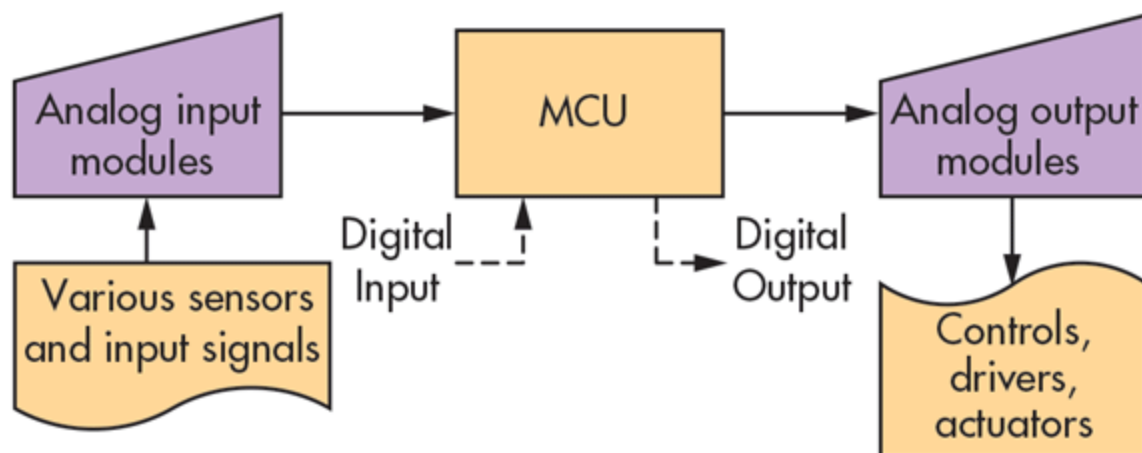 Analog input
modules
MCU
Analog output
modules
Digital
Input
Digital
Output
Various sensors
and input signals
Controls,
drivers,
actuators